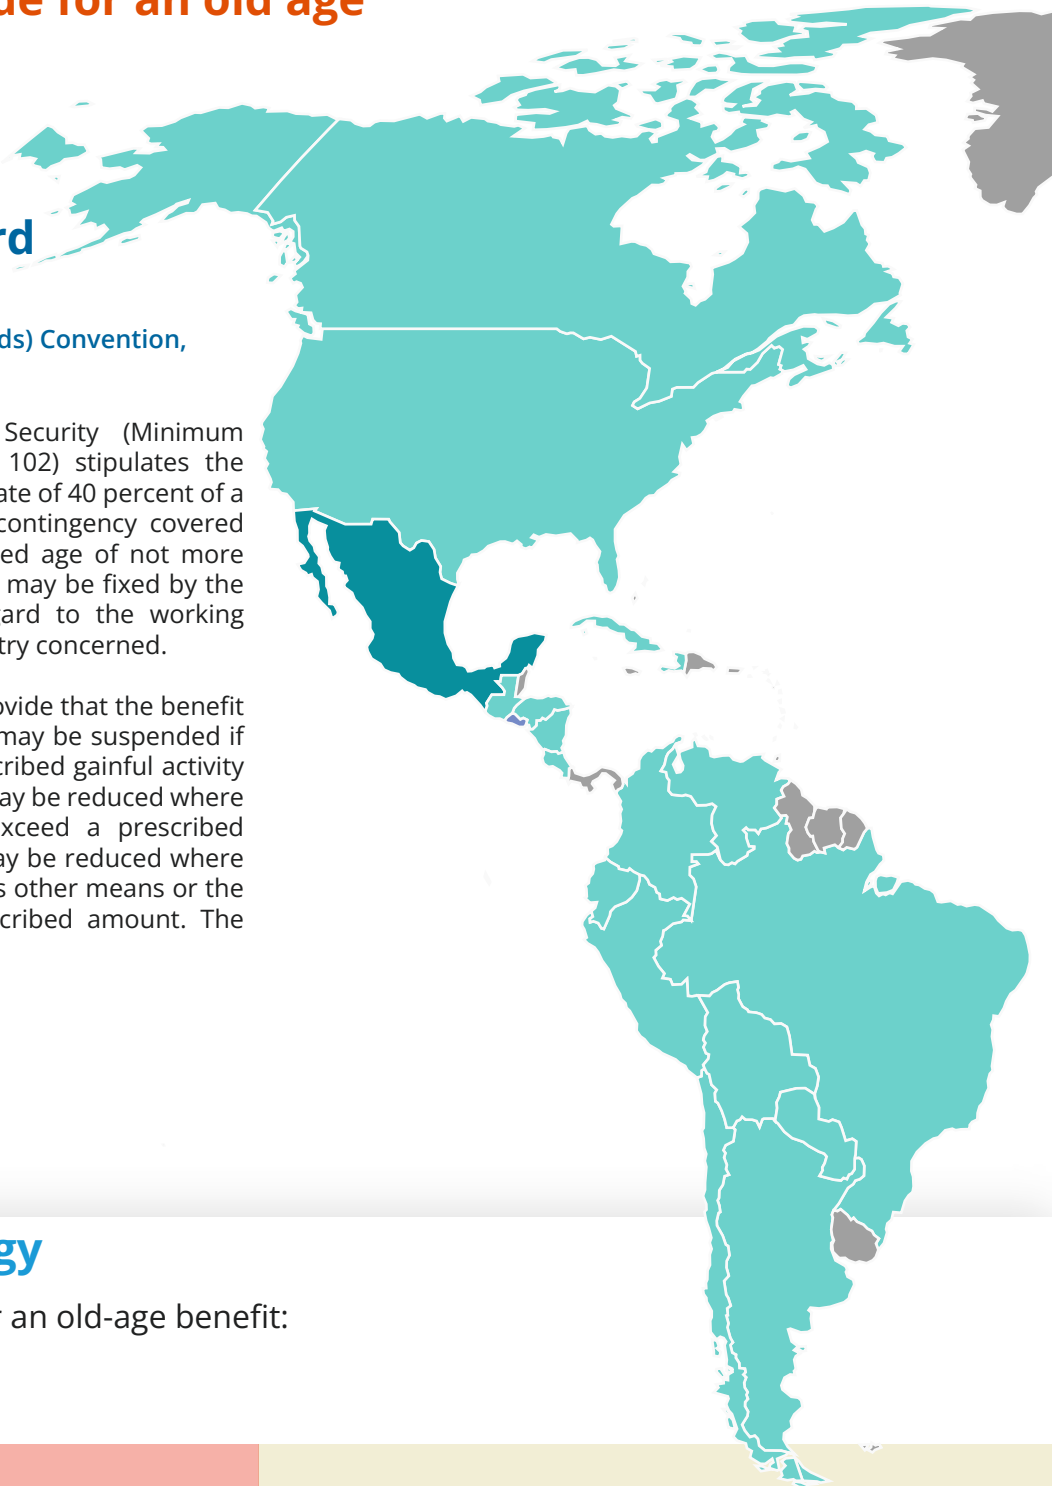 de for an old age
rd
ds) Convention,
Security (Minimum
102) stipulates the
ate of 40 percent of a
contingency covered
ed age of not more
may be fixed by the
ard to the working
try concerned.
ovide that the benefit
may be suspended if
cribed gainful activity
ay be reduced where
xceed a prescribed
ay be reduced where
s other means or the
cribed amount. The
gy
r an old-age benefit: